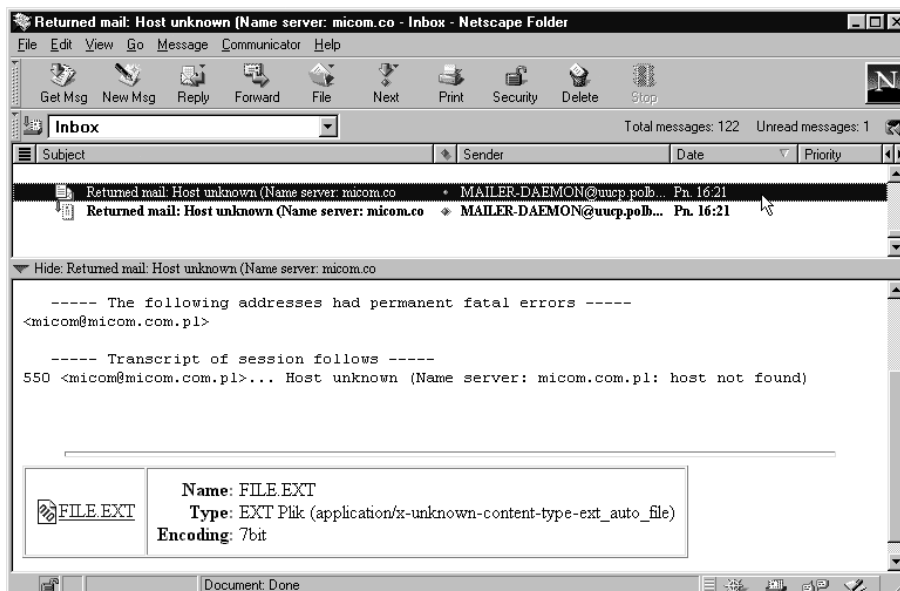 Returned mail: Host unknown (Name server: micom.co - Inbox - Netscape Folder
File Edit View Go Message Communicator Help
Get Msg New Msg Reply Forward File Next Print Security Delete Stop
N
Inbox Total messages: 122 Unread messages: 1
Subject Sender Date Priority
Returned mail: Host unknown (Name server: micom.co MAILER-DAEMON@uucp.polb... Pn. 16:21
Returned mail: Host unknown (Name server: micom.co MAILER-DAEMON@uucp.polb... Pn. 16:21
Hide: Returned mail: Host unknown (Name server: micom.co
----- The following addresses had permanent fatal errors -----
<micom@micom.com.pl>
----- Transcript of session follows -----
550 <micom@micom.com.pl>... Host unknown (Name server: micom.com.pl: host not found)
Name: FILE.EXT
FILE.EXT Type: EXT Plik (application/x-unknown-content-type-ext_auto_file)
Encoding: 7bit
Document: Done